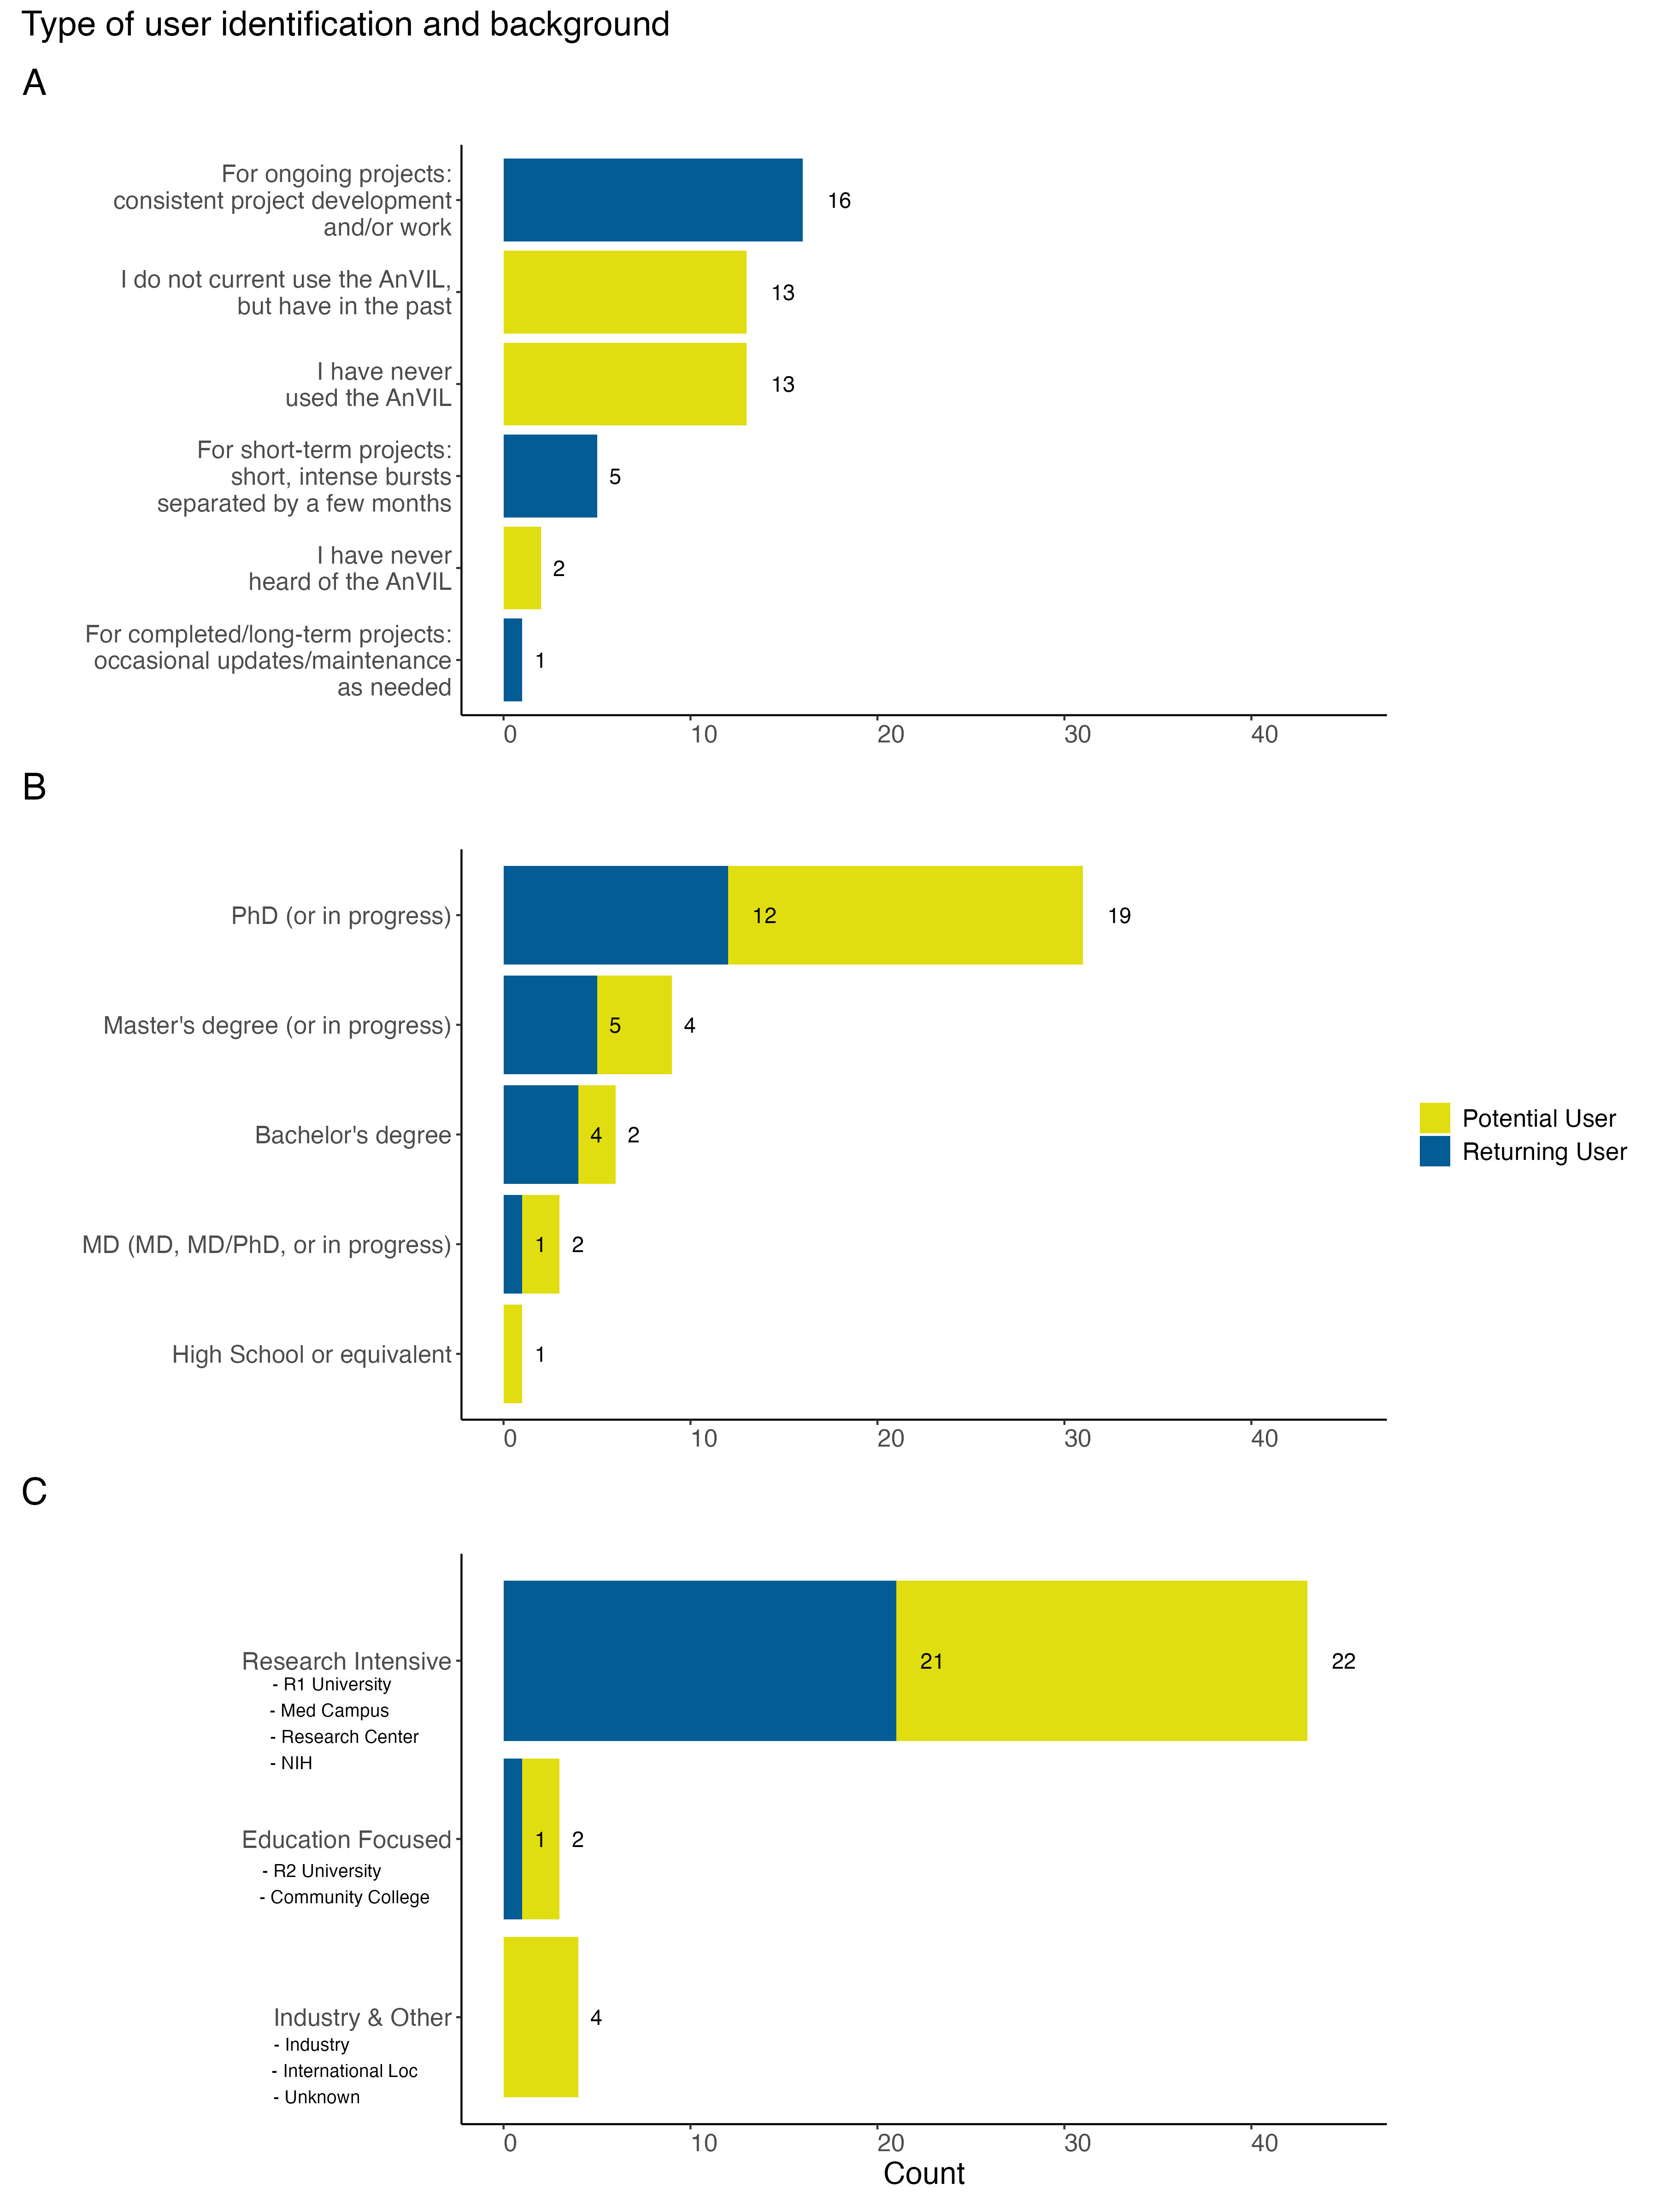 Type of user identification and background
A
For ongoing projects:
consistent project development
and/or work
16
I do not current use the AnVIL,
but have in the past
13
I have never
used the AnVIL
13
For short-term projects:
short, intense bursts
separated by a few months
5
I have never
heard of the AnVIL
2
For completed/long-term projects:
occasional updates/maintenance
as needed
1
0 10 20 30 40
B
PhD (or in progress) 12 19
Master's degree (or in progress) 5 4
Bachelor's degree 4 2
MD (MD, MD/PhD, or in progress) 1 2
High School or equivalent 1
0 10 20 30 40
Potential User
Returning User
C
Research Intensive 21 22
- R1 University
- Med Campus
- Research Center
- NIH
Education Focused 1 2
- R2 University
- Community College
Industry & Other 4
- Industry
- International Loc
- Unknown
0 10 20 30 40
Count